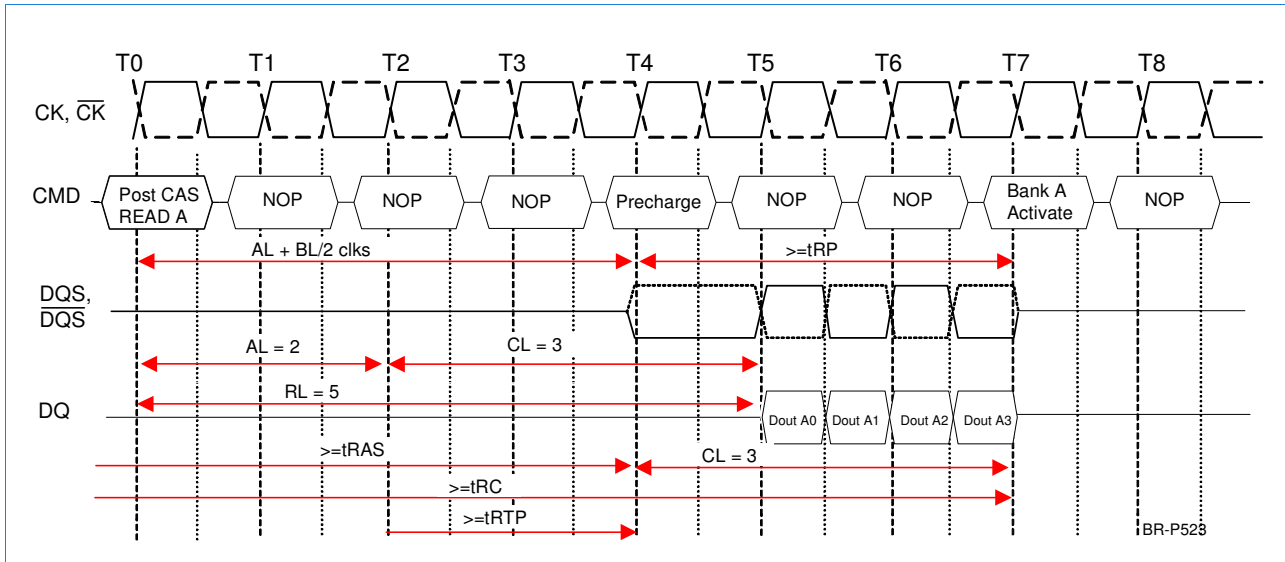 T0 T1 T2 T3 T4 T5 T6 T7 T8
CK, CK
CMD
Post CAS
READ A
NOP
NOP
NOP
Precharge
NOP
NOP
Bank A
Activate
NOP
AL + BL/2 clks
>=tRP
DQS,
DQS
AL = 2
CL = 3
RL = 5
DQ
Dout A0
Dout A1
Dout A2
Dout A3
>=tRAS
CL = 3
>=tRC
>=tRTP
BR-P523